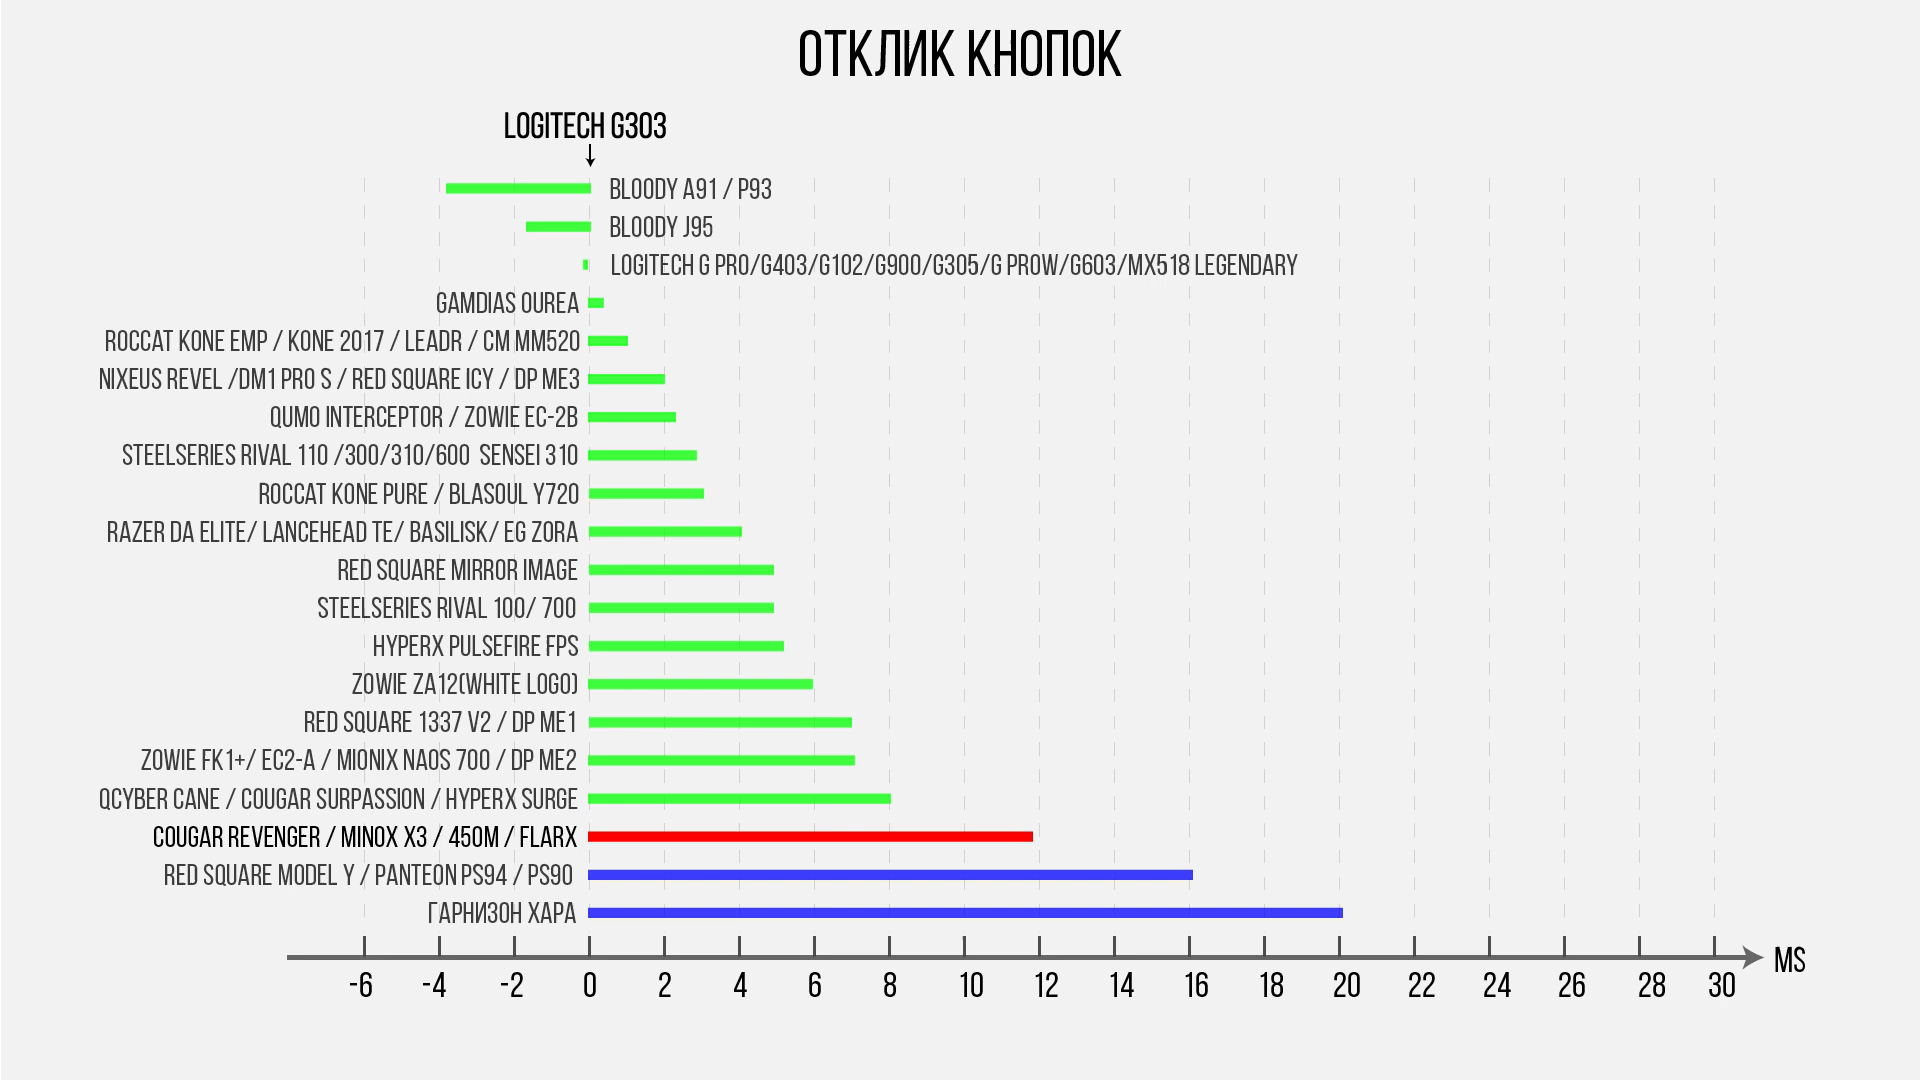 ОТКЛИК КНОПОК
LOGITECH G303
BLOODY A91 / P93
BLOODY J95
LOGITECH G PRO/G403/G102/G900/G305/G PROW/G603/MX518 LEGENDARY
GAMDIAS OUREA
ROCCAT KONE EMP / KONE 2017 / LEADR / CM MM520
NIXEUS REVEL /DM1 PRO S / RED SQUARE ICY / DP ME3
QUMO INTERCEPTOR / ZOWIE EC-2B
STEELSERIES RIVAL 110 /300/310/600 SENSEI 310
ROCCAT KONE PURE / BLASOUL Y720
RAZER DA ELITE/ LANCEHEAD TE/ BASILISK/ EG ZORA
RED SQUARE MIRROR IMAGE
STEELSERIES RIVAL 100/ 700
HYPERX PULSEFIRE FPS
ZOWIE ZA12(WHITE LOGO)
RED SQUARE 1337 V2 / DP ME1
ZOWIE FK1+/ EC2-A / MIONIX NAOS 700 / DP ME2
QCYBER CANE / COUGAR SURPASSION / HYPERX SURGE
COUGAR REVENGER / MINOX X3 / 450M / FLARX
RED SQUARE MODEL Y / PANTEON PS94 / PS90
ГАРНИЗОН ХАРА
MS
-6 -4 -2 0 2 4 6 8 10 12 14 16 18 20 22 24 26 28 30